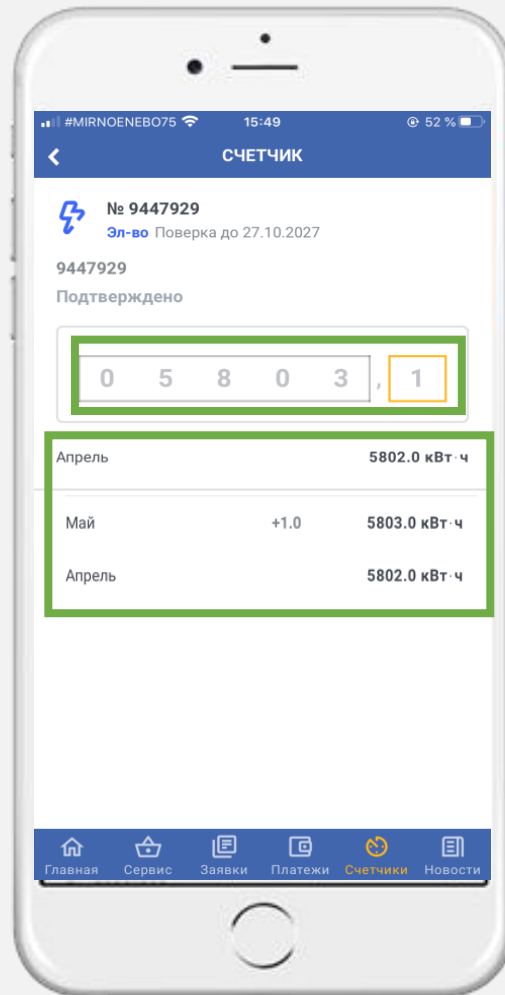 #MIRNOENEBO75 15:49 52 %
СЧЕТЧИК
№ 9447929
Эл-во Поверка до 27.10.2027
9447929
Подтверждено
0 5 8 0 3 , 1
Апрель 5802.0 кВт·ч
Май +1.0 5803.0 кВт·ч
Апрель 5802.0 кВт·ч
Главная Сервис Заявки Платежи Счетчики Новости